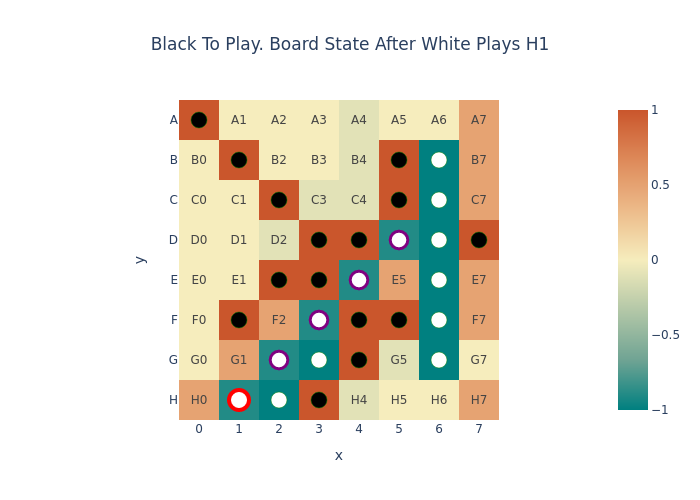 Black To Play. Board State After White Plays H1
A A1 A2 A3 A4 A5 A6 A7 1
B B0 B2 B3 B4 B7
0.5
C C0 C1 C3 C4 C7
D D0 D1 D2
y 0
E E0 E1 E5 E7
F F0 F2 F7
−0.5
G G0 G1 G5 G7
H H0 H4 H5 H6 H7 −1
0 1 2 3 4 5 6 7
x